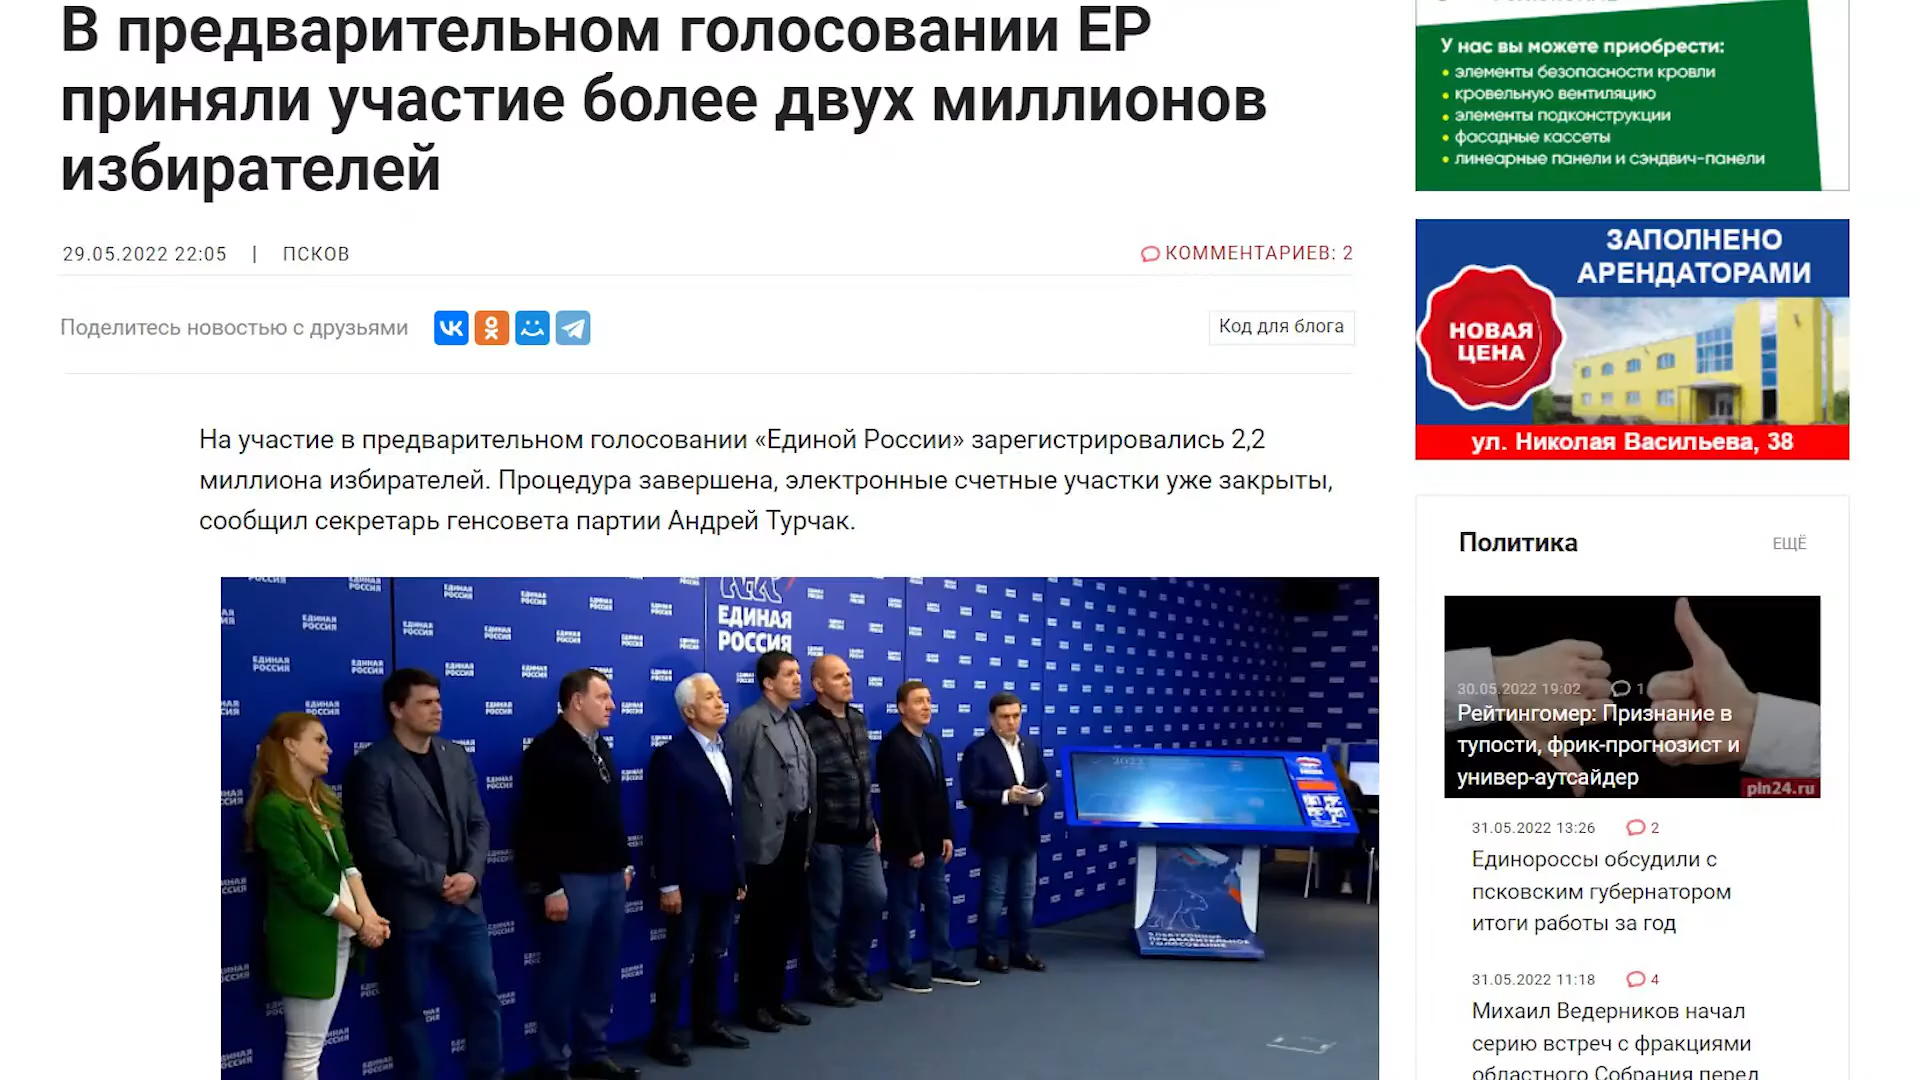 В предварительном голосовании ЕР
приняли участие более двух миллионов
избирателей
29.05.2022 22:05 | ПСКОВ
КОММЕНТАРИЕВ: 2
Поделитесь новостью с друзьями
Код для блога
На участие в предварительном голосовании «Единой России» зарегистрировались 2,2
миллиона избирателей. Процедура завершена, электронные счетные участки уже закрыты,
сообщил секретарь генсовета партии Андрей Турчак.
ЕДИНАЯ
РОССИЯ
ЭЛЕКТРОННОЕ
ПРЕДВАРИТЕЛЬНОЕ
ГОЛОСОВАНИЕ
У нас вы можете приобрести:
• элементы безопасности кровли
• кровельную вентиляцию
• элементы подконструкции
• фасадные кассеты
• линеарные панели и сэндвич-панели
ЗАПОЛНЕНО
АРЕНДАТОРАМИ
НОВАЯ
ЦЕНА
ул. Николая Васильева, 38
Политика
ЕЩЁ
30.05.2022 19:02 1
Рейтингомер: Признание в
тупости, фрик-прогнозист и
универ-аутсайдер
pln24.ru
31.05.2022 13:26 2
Единороссы обсудили с
псковским губернатором
итоги работы за год
31.05.2022 11:18 4
Михаил Ведерников начал
серию встреч с фракциями
областного Собрания перед